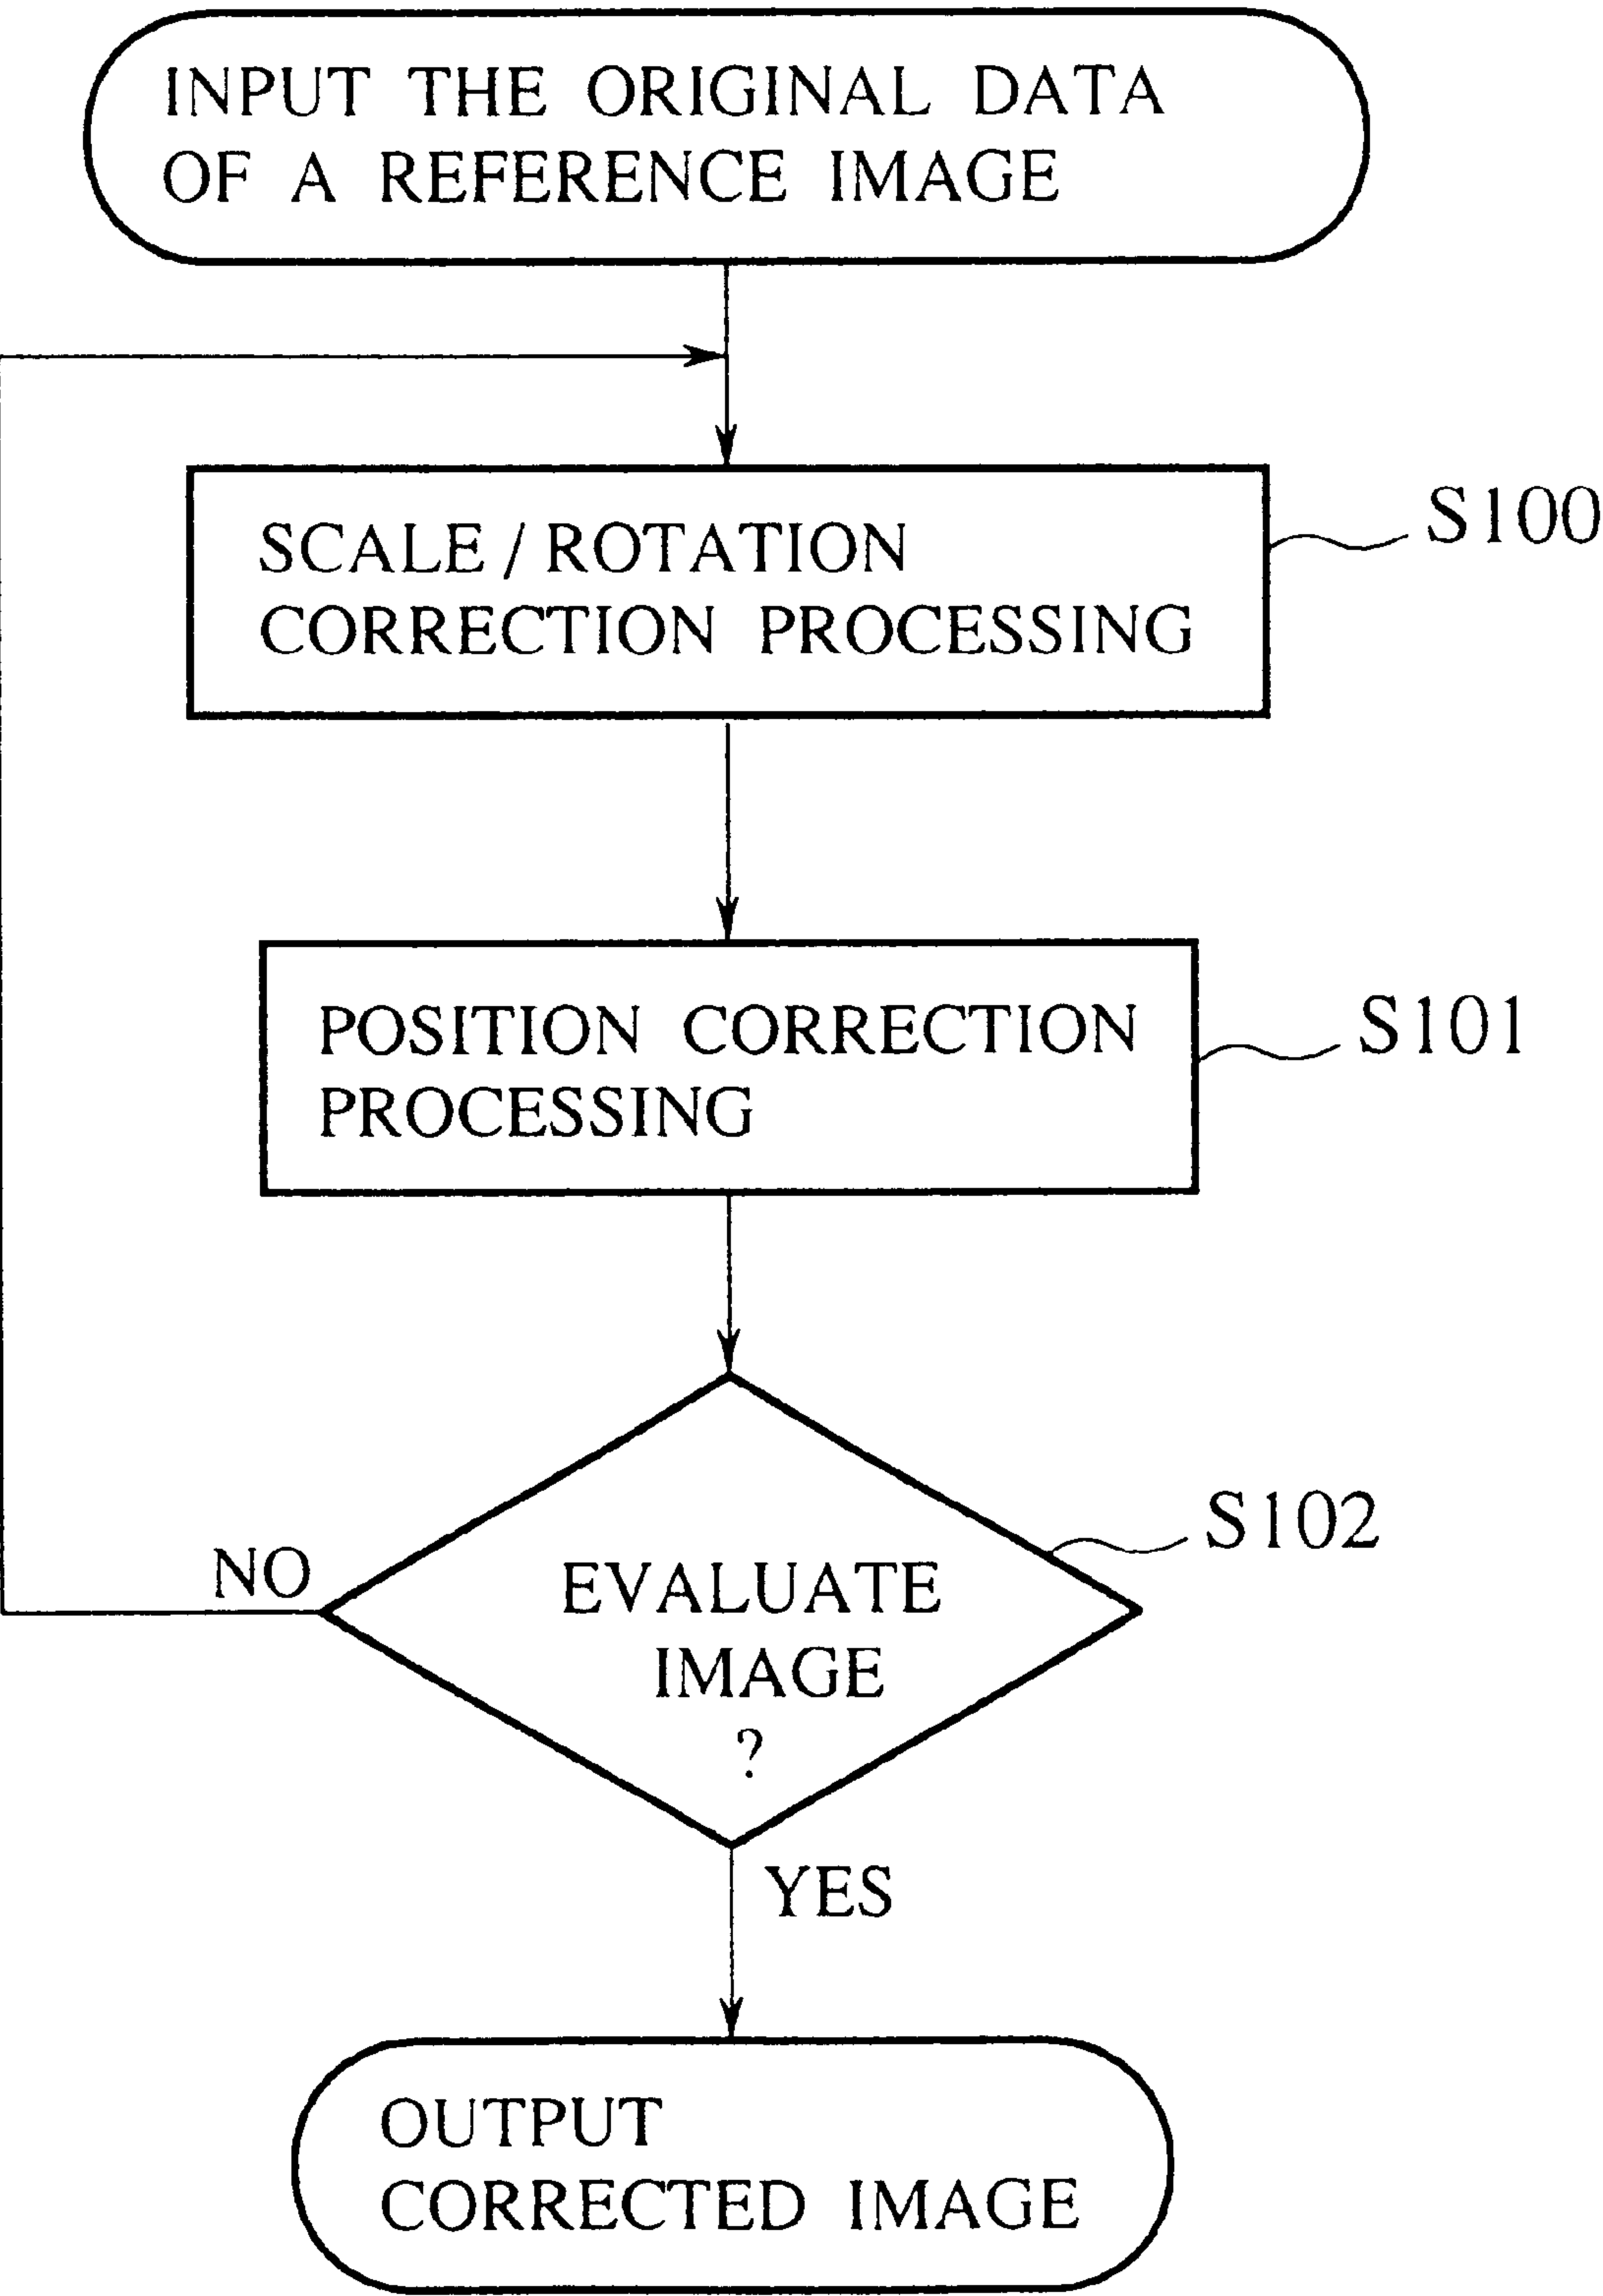 INPUT THE ORIGINAL DATA
OF A REFERENCE IMAGE
SCALE / ROTATION
CORRECTION PROCESSING
S100
POSITION CORRECTION
PROCESSING
S101
EVALUATE
IMAGE
?
S102
NO
YES
OUTPUT
CORRECTED IMAGE